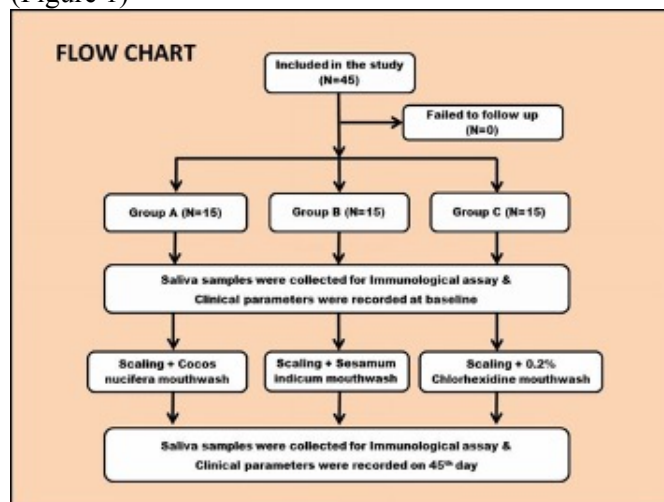 (Figure 1)
FLOW CHART
Included in the study
(N=45)
Failed to follow up
(N=0)
Group A (N=15)
Group B (N=15)
Group C (N=15)
Saliva samples were collected for Immunological assay &
Clinical parameters were recorded at baseline
Scaling + Cocos
nucifera mouthwash
Scaling + Sesamum
indicum mouthwash
Scaling + 0.2%
Chlorhexidine mouthwash
Saliva samples were collected for Immunological assay &
Clinical parameters were recorded on 45th day